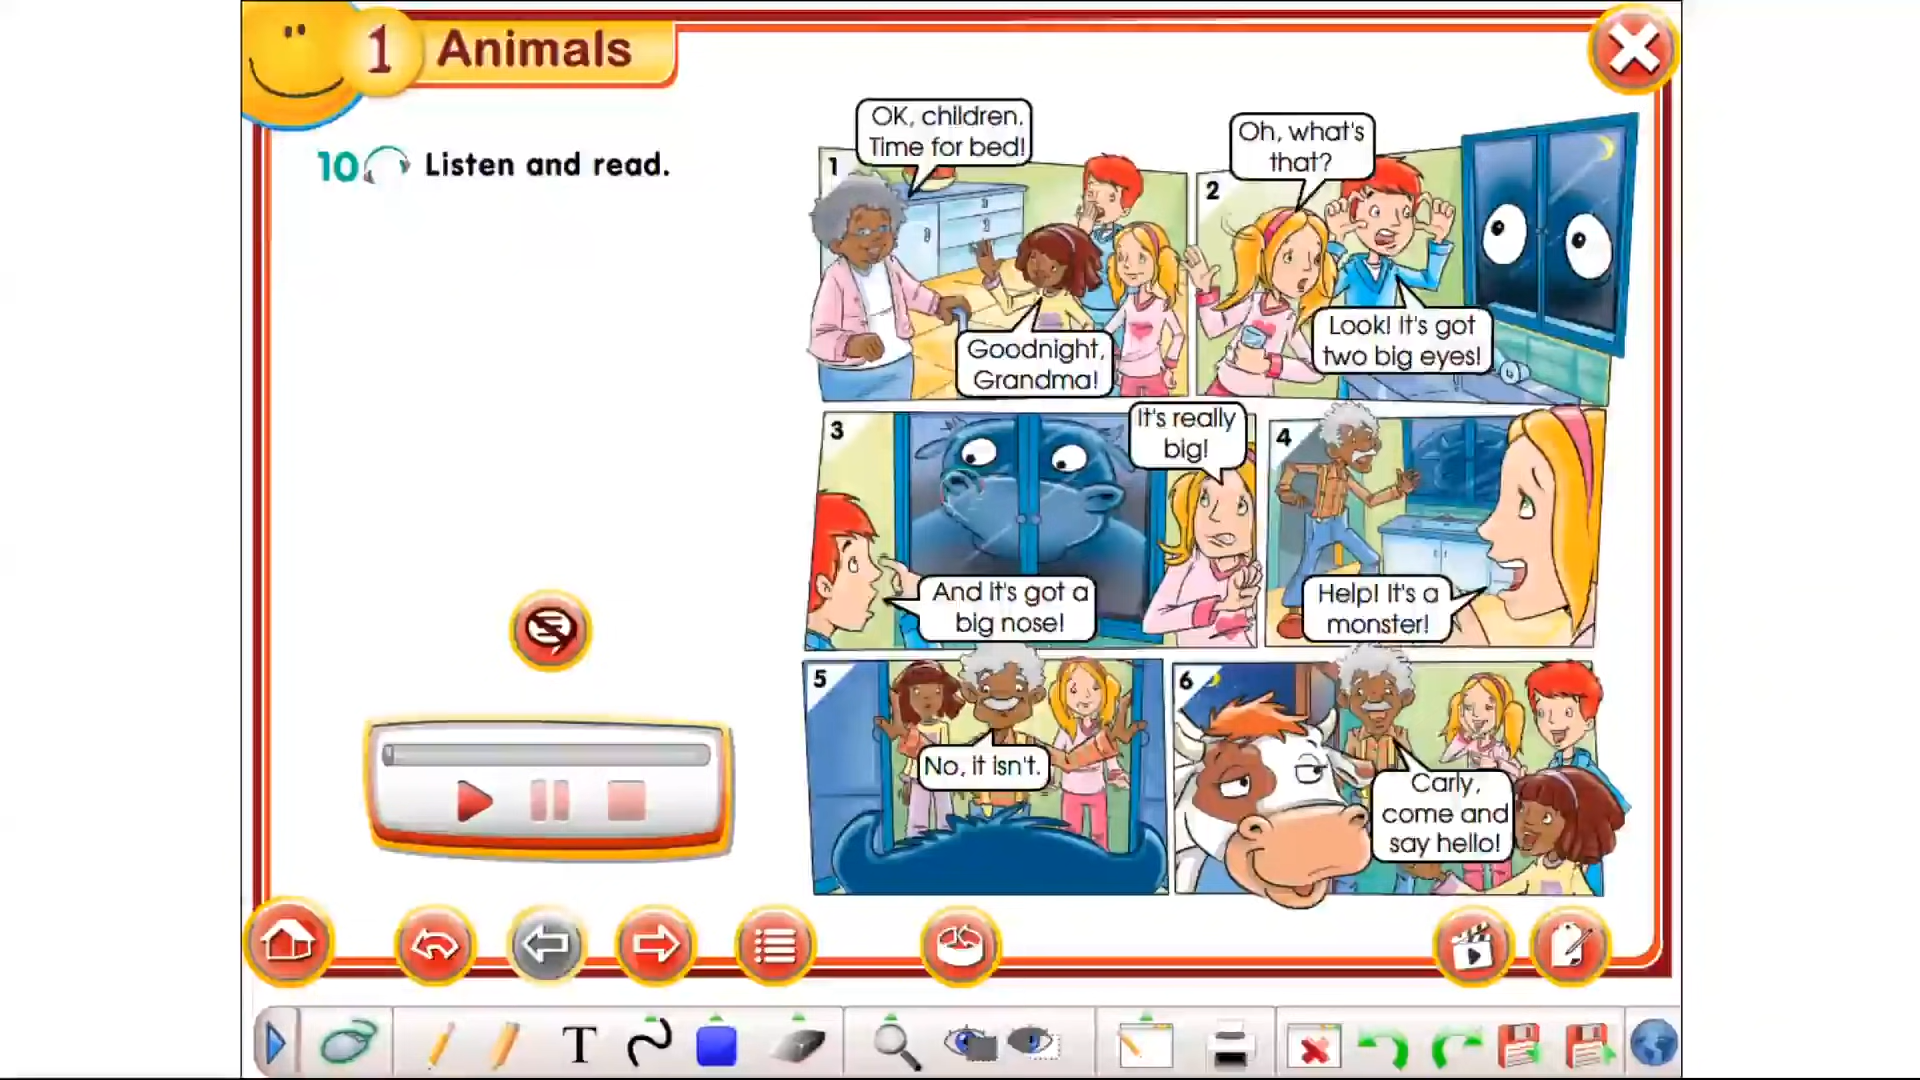 1 Animals
10 Listen and read.
1
OK, children.
Time for bed!
Goodnight,
Grandma!
2
Oh, what's
that?
Look! It's got
two big eyes!
3
It's really
big!
And it's got a
big nose!
4
Help! It's a
monster!
5
No, it isn't.
6
Carly,
come and
say hello!
T